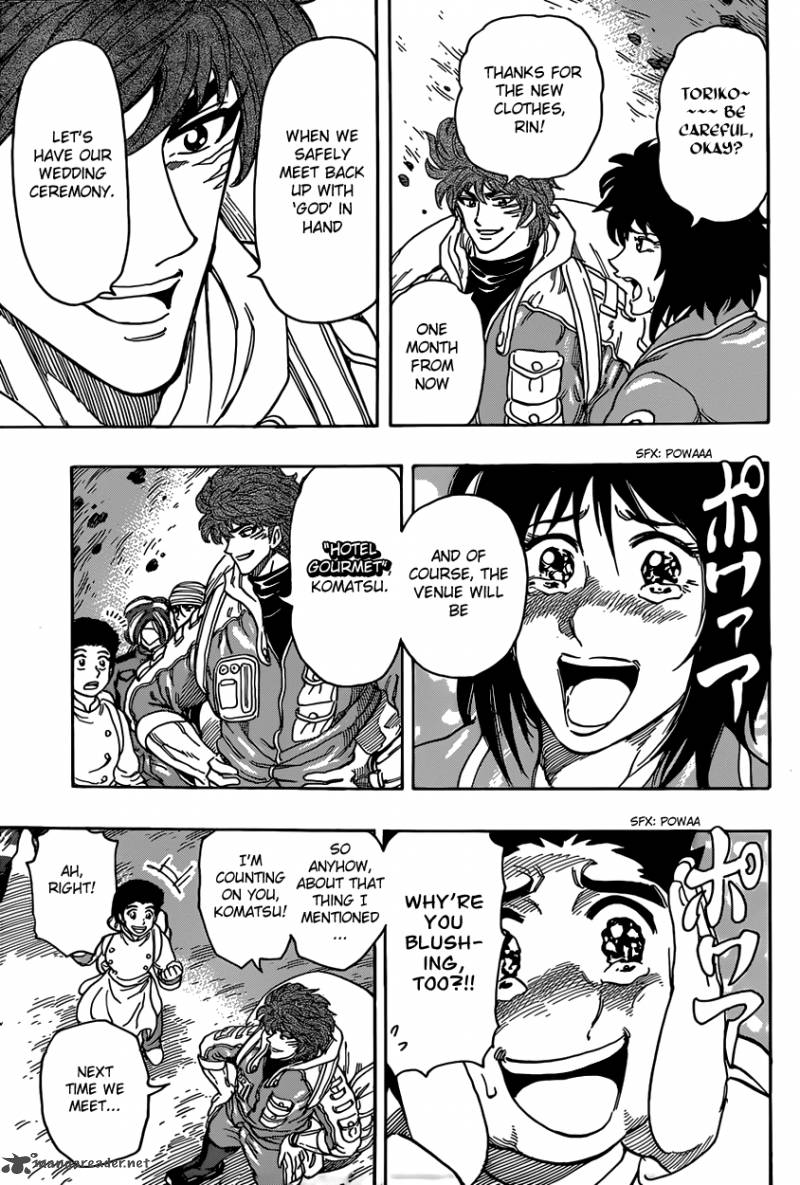 TORIKO~
~~~ BE
CAREFUL,
OKAY?
THANKS FOR
THE NEW
CLOTHES,
RIN!
ONE
MONTH FROM
NOW
WHEN WE
SAFELY
MEET BACK
UP WITH
'GOD' IN
HAND
LET'S
HAVE OUR
WEDDING
CEREMONY.
SFX: POWAAA
ポワァア
AND OF
COURSE, THE
VENUE WILL
BE
"HOTEL
GOURMET"
KOMATSU.
SFX: POWAA
ポワア
WHY'RE
YOU
BLUSH-
ING,
TOO?!!
SO
ANYHOW,
ABOUT THAT
THING I
MENTIONED
...
I'M
COUNTING
ON YOU,
KOMATSU!
AH,
RIGHT!
NEXT
TIME WE
MEET...
mangareader.net